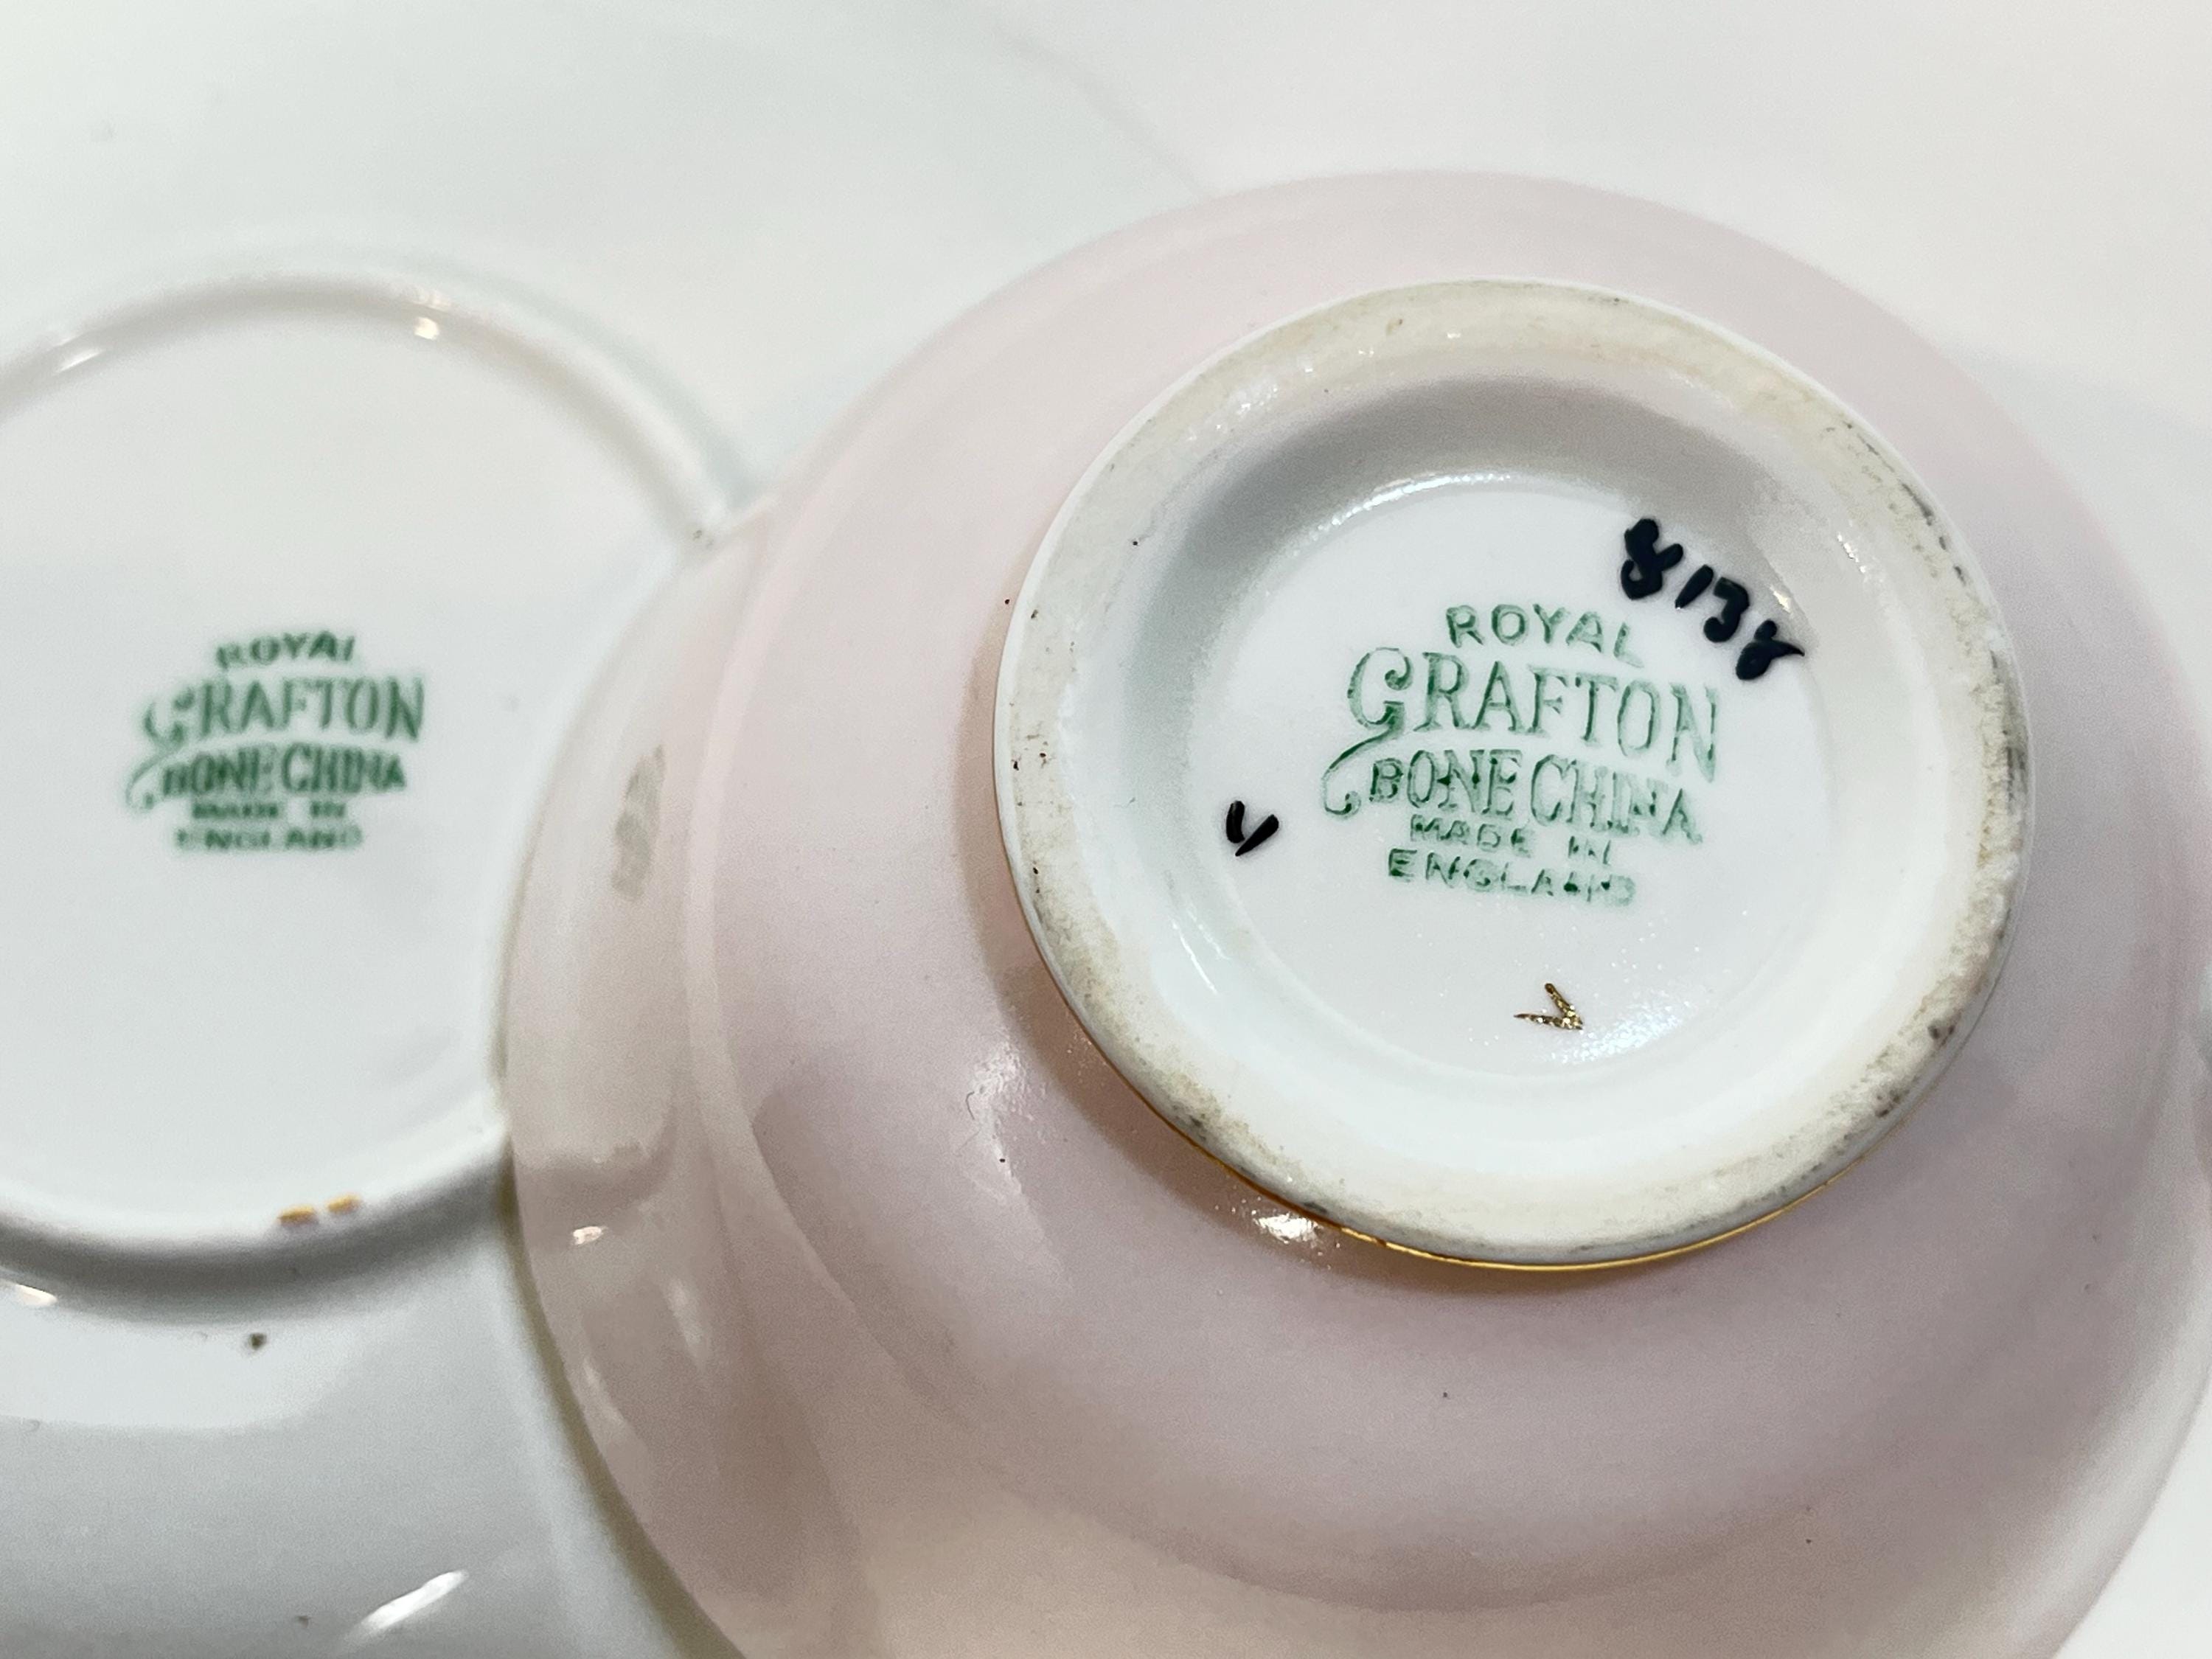 ROYAL
GRAFTON
BONE CHINA
MADE IN
ENGLAND
8138
ROYAL
GRAFTON
BONE CHINA
MADE IN
ENGLAND
V
V